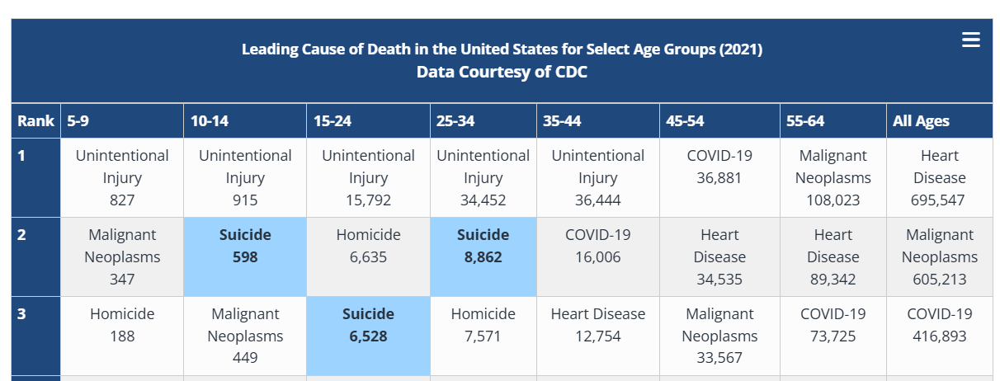 Leading Cause of Death in the United States for Select Age Groups (2021)
Data Courtesy of CDC
Rank 5-9 10-14 15-24 25-34 35-44 45-54 55-64 All Ages
1 Unintentional Unintentional Unintentional Unintentional Unintentional COVID-19 Malignant Heart
Injury Injury Injury Injury Injury 36,881 Neoplasms Disease
827 915 15,792 34,452 36,444 108,023 695,547
2 Malignant Suicide Homicide Suicide COVID-19 Heart Heart Malignant
Neoplasms 598 6,635 8,862 16,006 Disease Disease Neoplasms
347 34,535 89,342 605,213
3 Homicide Malignant Suicide Homicide Heart Disease Malignant COVID-19 COVID-19
188 Neoplasms 6,528 7,571 12,754 Neoplasms 73,725 416,893
449 33,567